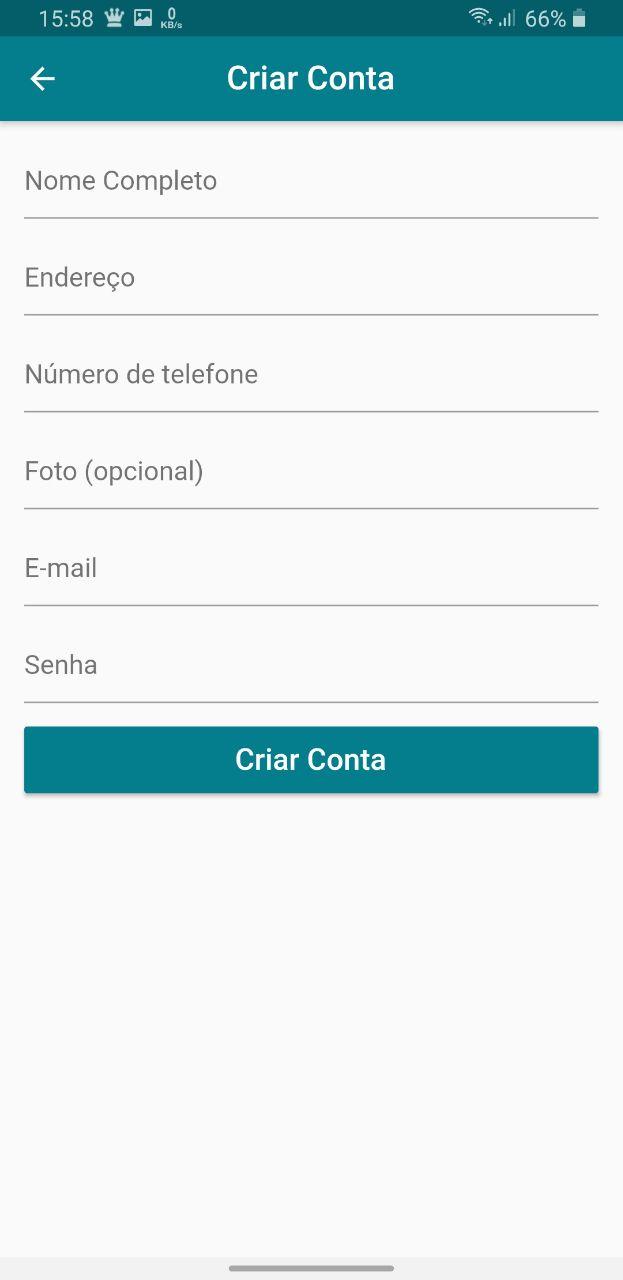 15:58 0 KB/s 66%
Criar Conta
Nome Completo
Endereço
Número de telefone
Foto (opcional)
E-mail
Senha
Criar Conta